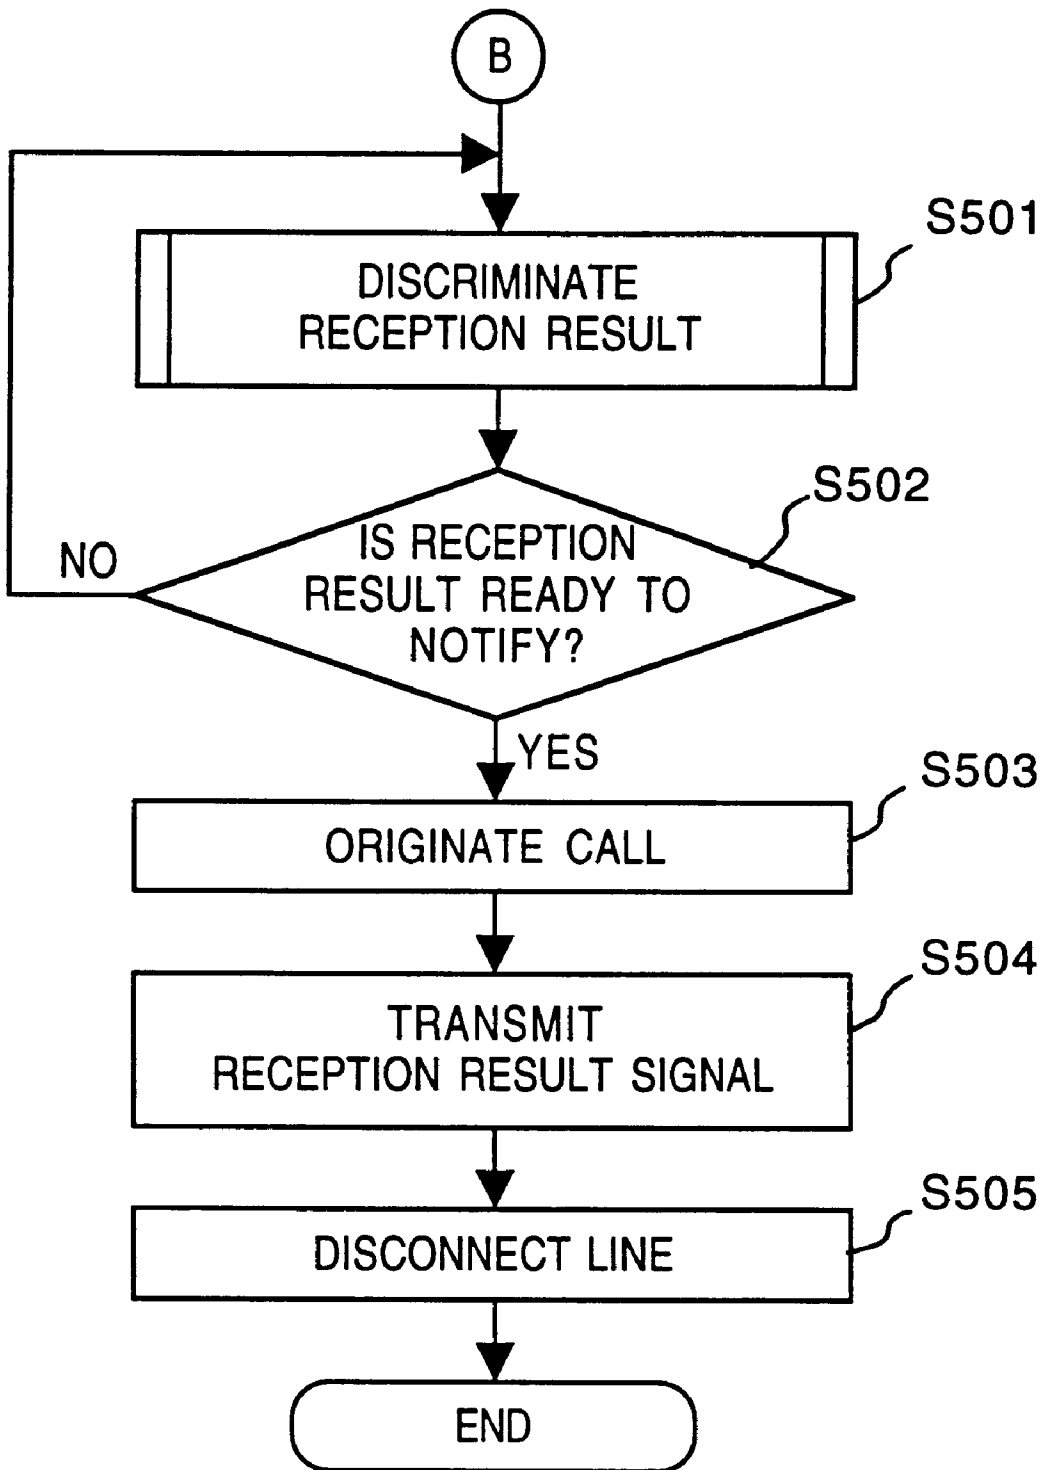 B
S501
DISCRIMINATE
RECEPTION RESULT
S502
IS RECEPTION
RESULT READY TO
NOTIFY?
NO
YES
S503
ORIGINATE CALL
S504
TRANSMIT
RECEPTION RESULT SIGNAL
S505
DISCONNECT LINE
END